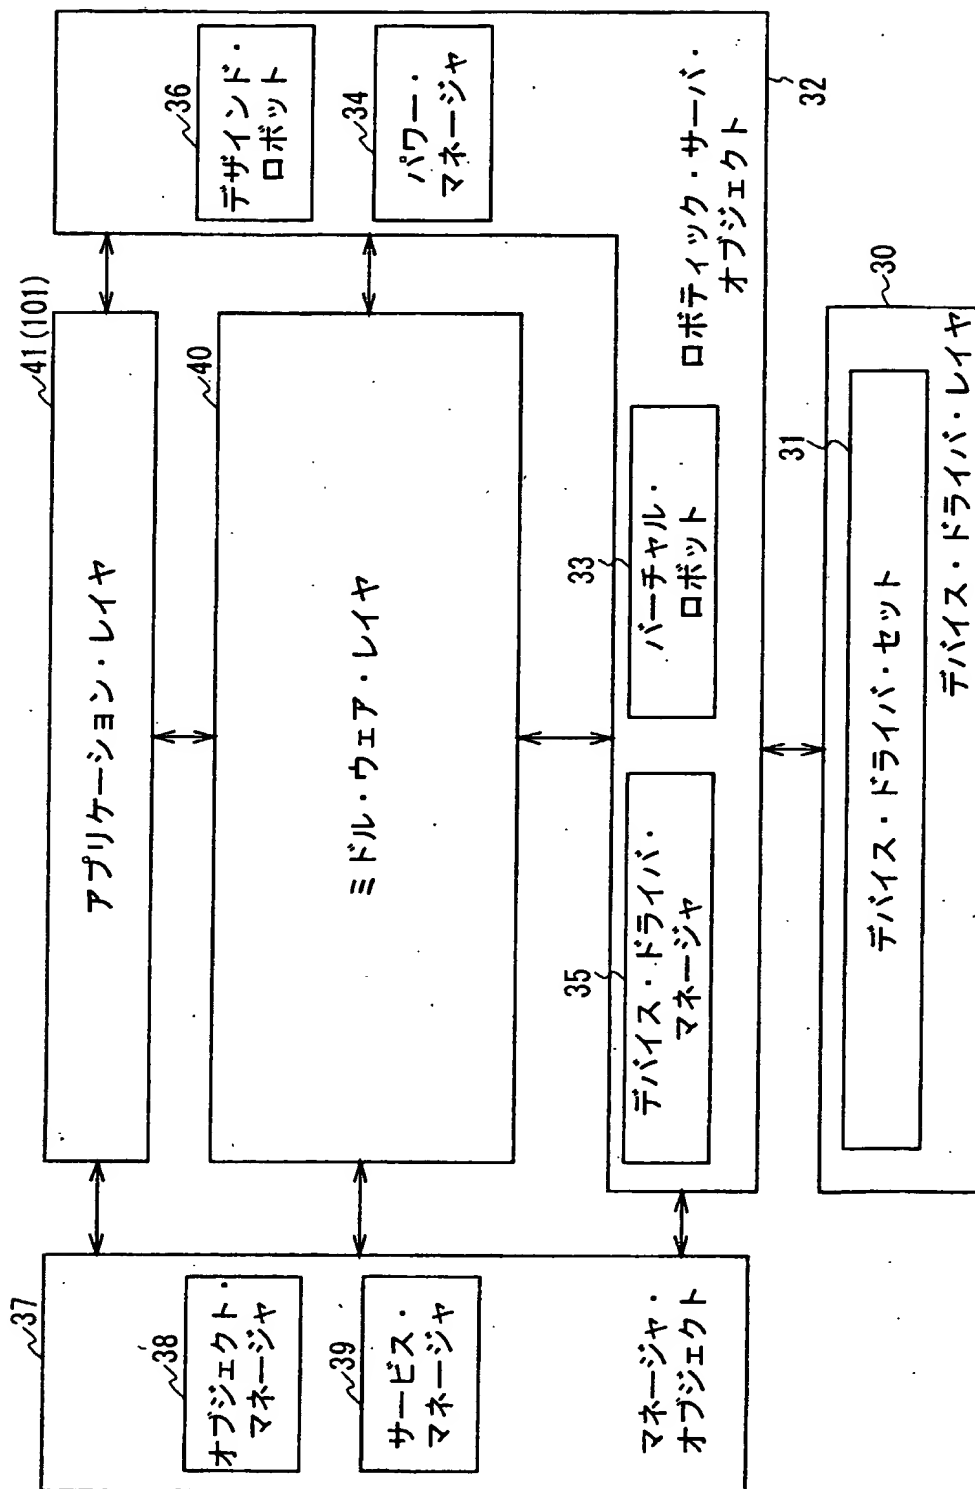 37
38
オブジェクト・
マネージャ
39
サービス・
マネージャ
マネージャ・
オブジェクト
41(101)
アプリケーション・レイヤ
40
ミドル・ウェア・レイヤ
36
デザインド・
ロボット
34
パワー・
マネージャ
35
デバイス・ドライバ・
マネージャ
33
バーチャル・
ロボット
ロボティック・サーバ・
オブジェクト
32
30
31
デバイス・ドライバ・セット
デバイス・ドライバ・レイヤ